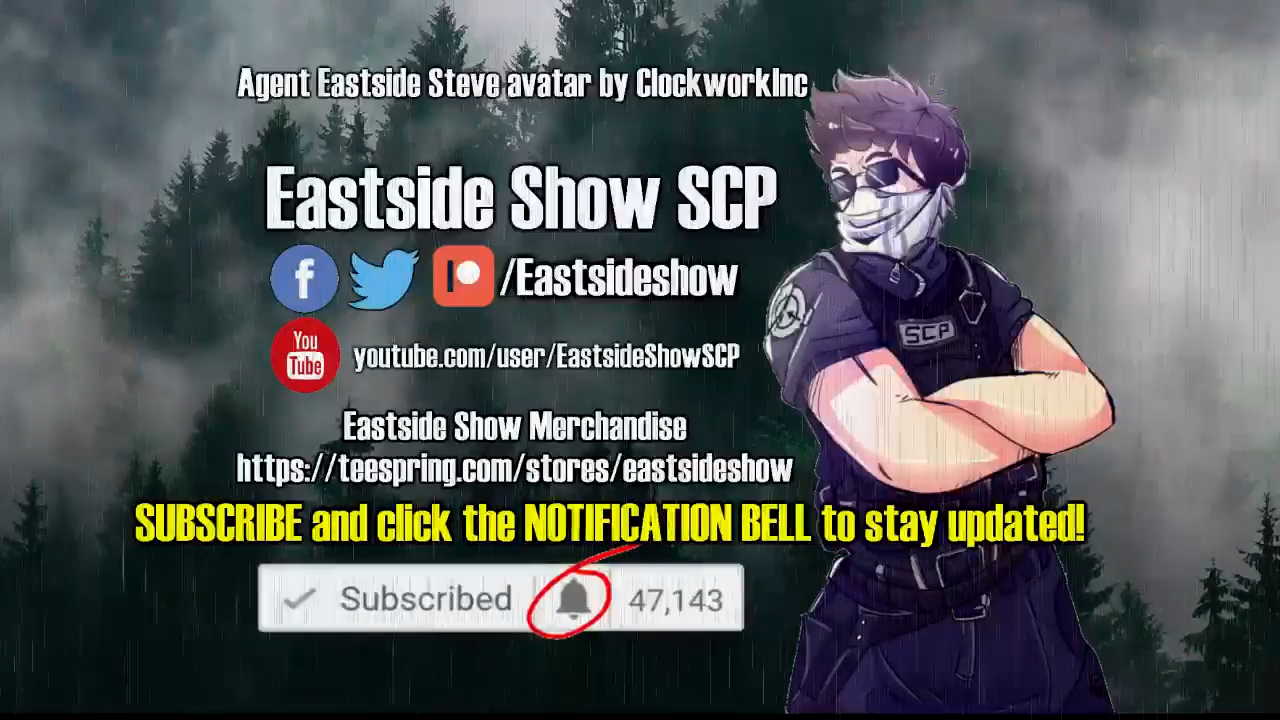 Agent Eastside Steve avatar by ClockworkInc
Eastside Show SCP
f /Eastsideshow
You
Tube
youtube.com/user/EastsideShowSCP
SCP
Eastside Show Merchandise
https://teespring.com/stores/eastsideshow
SUBSCRIBE and click the NOTIFICATION BELL to stay updated!
Subscribed 47,143